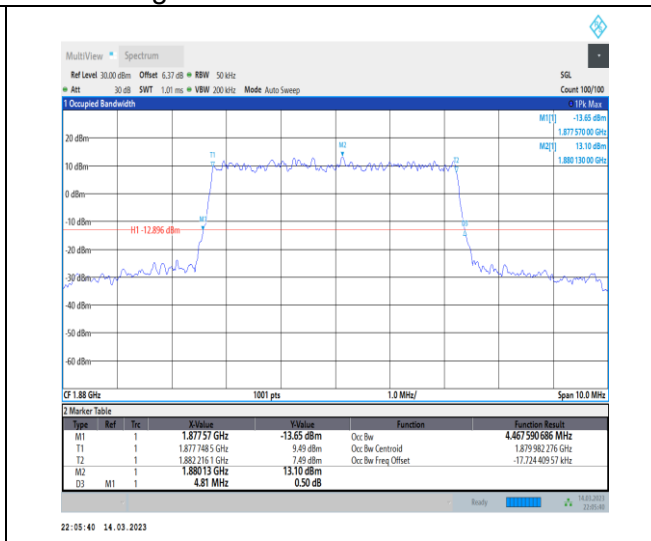 MultiView Spectrum
Ref Level 30.00 dBm Offset 6.37 dB RBW 50 kHz SGL
Att 30 dB SWT 1.01 ms VBW 200 kHz Mode Auto Sweep Count 100/100
1 Occupied Bandwidth 1Pk Max
M1[1] -13.65 dBm
1.877 570 00 GHz
20 dBm M2[1] 13.10 dBm
M2
T1 T2 1.880 130 00 GHz
10 dBm
0 dBm
-10 dBm
M1 D3
H1 -12.896 dBm
-30 dBm
-40 dBm
-50 dBm
-60 dBm
CF 1.88 GHz 1001 pts 1.0 MHz/ Span 10.0 MHz
2 Marker Table
Type Ref Trc X-Value Y-Value Function Function Result
M1 1 1.877 57 GHz -13.65 dBm Occ Bw 4.467 590 686 MHz
T1 1 1.877 748 5 GHz 9.49 dBm Occ Bw Centroid 1.879 982 276 GHz
T2 1 1.882 216 1 GHz 7.49 dBm Occ Bw Freq Offset -17.724 409 57 kHz
M2 1 1.880 13 GHz 13.10 dBm
D3 M1 1 4.81 MHz 0.50 dB
Ready 14.03.2023
22:05:40
22:05:40 14.03.2023